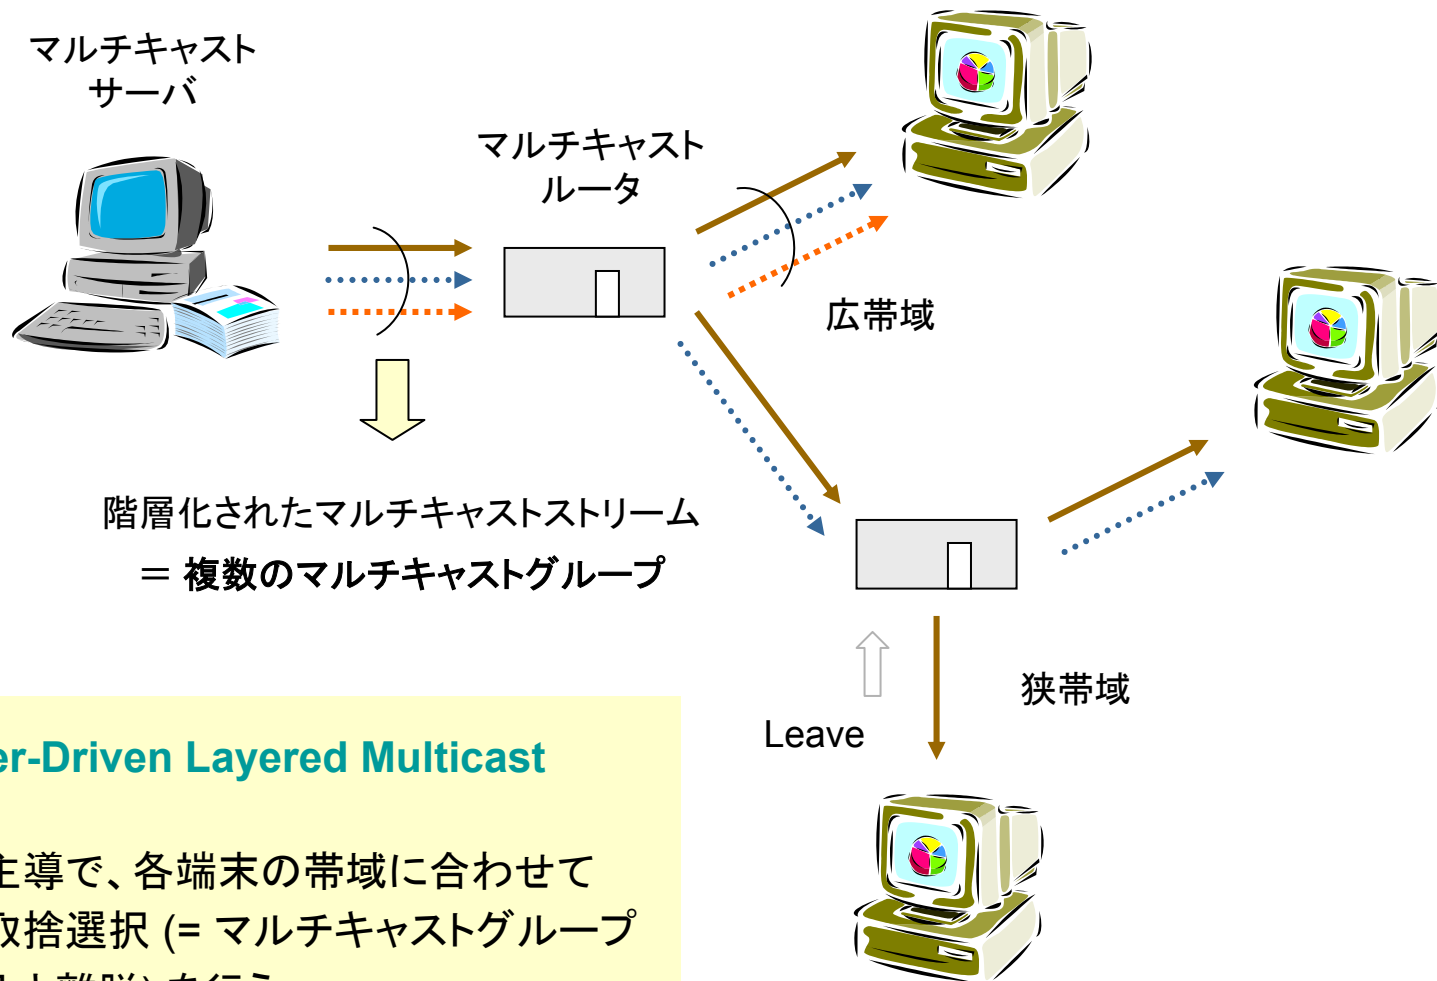 マルチキャスト
サーバ
マルチキャスト
ルータ
広帯域
階層化されたマルチキャストストリーム
＝ 複数のマルチキャストグループ
Leave
狭帯域
er-Driven Layered Multicast
主導で、各端末の帯域に合わせて
取捨選択 (= マルチキャストグループ